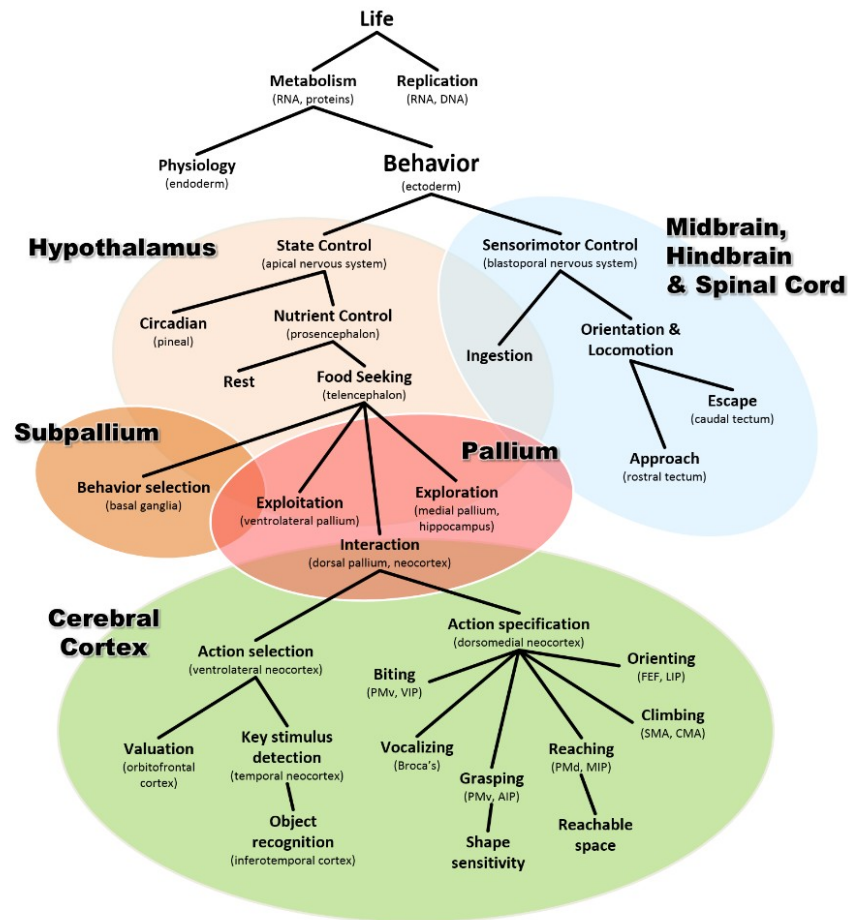 Life
Metabolism
(RNA, proteins)
Replication
(RNA, DNA)
Physiology
(endoderm)
Behavior
(ectoderm)
Hypothalamus
State Control
(apical nervous system)
Sensorimotor Control
(blastoporal nervous system)
Midbrain,
Hindbrain
& Spinal Cord
Circadian
(pineal)
Nutrient Control
(prosencephalon)
Ingestion
Orientation &
Locomotion
Rest
Food Seeking
(telencephalon)
Escape
(caudal tectum)
Approach
(rostral tectum)
Subpallium
Pallium
Behavior selection
(basal ganglia)
Exploitation
(ventrolateral pallium)
Exploration
(medial pallium,
hippocampus)
Interaction
(dorsal pallium, neocortex)
Cerebral
Cortex
Action selection
(ventrolateral neocortex)
Action specification
(dorsomedial neocortex)
Valuation
(orbitofrontal
cortex)
Key stimulus
detection
(temporal neocortex)
Object
recognition
(inferotemporal cortex)
Biting
(PMv, VIP)
Vocalizing
(Broca's)
Grasping
(PMv, AIP)
Shape
sensitivity
Reaching
(PMd, MIP)
Reachable
space
Climbing
(SMA, CMA)
Orienting
(FEF, LIP)